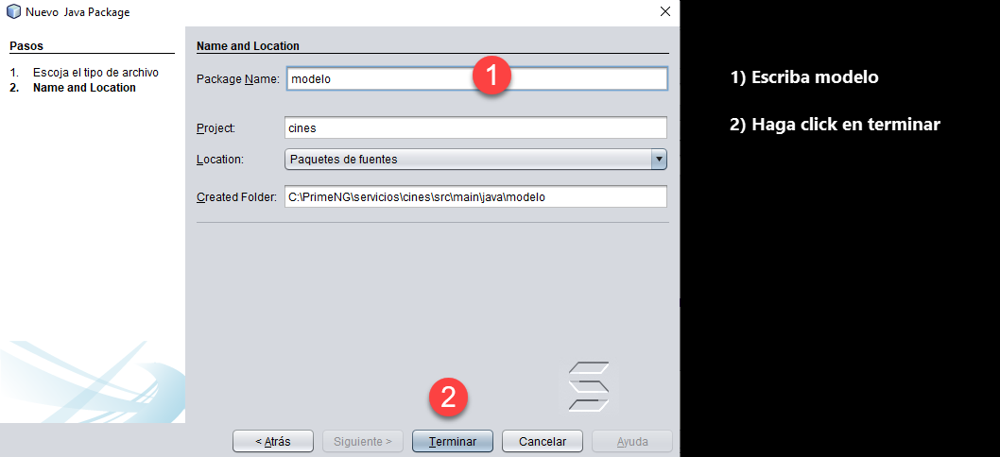 Nuevo Java Package
Pasos
1. Escoja el tipo de archivo
2. Name and Location
Name and Location
Package Name: modelo
1
Project: cines
Location: Paquetes de fuentes
Created Folder: C:\PrimeNG\servicios\cines\src\main\java\modelo
2
< Atrás Siguiente > Terminar Cancelar Ayuda
1) Escriba modelo
2) Haga click en terminar